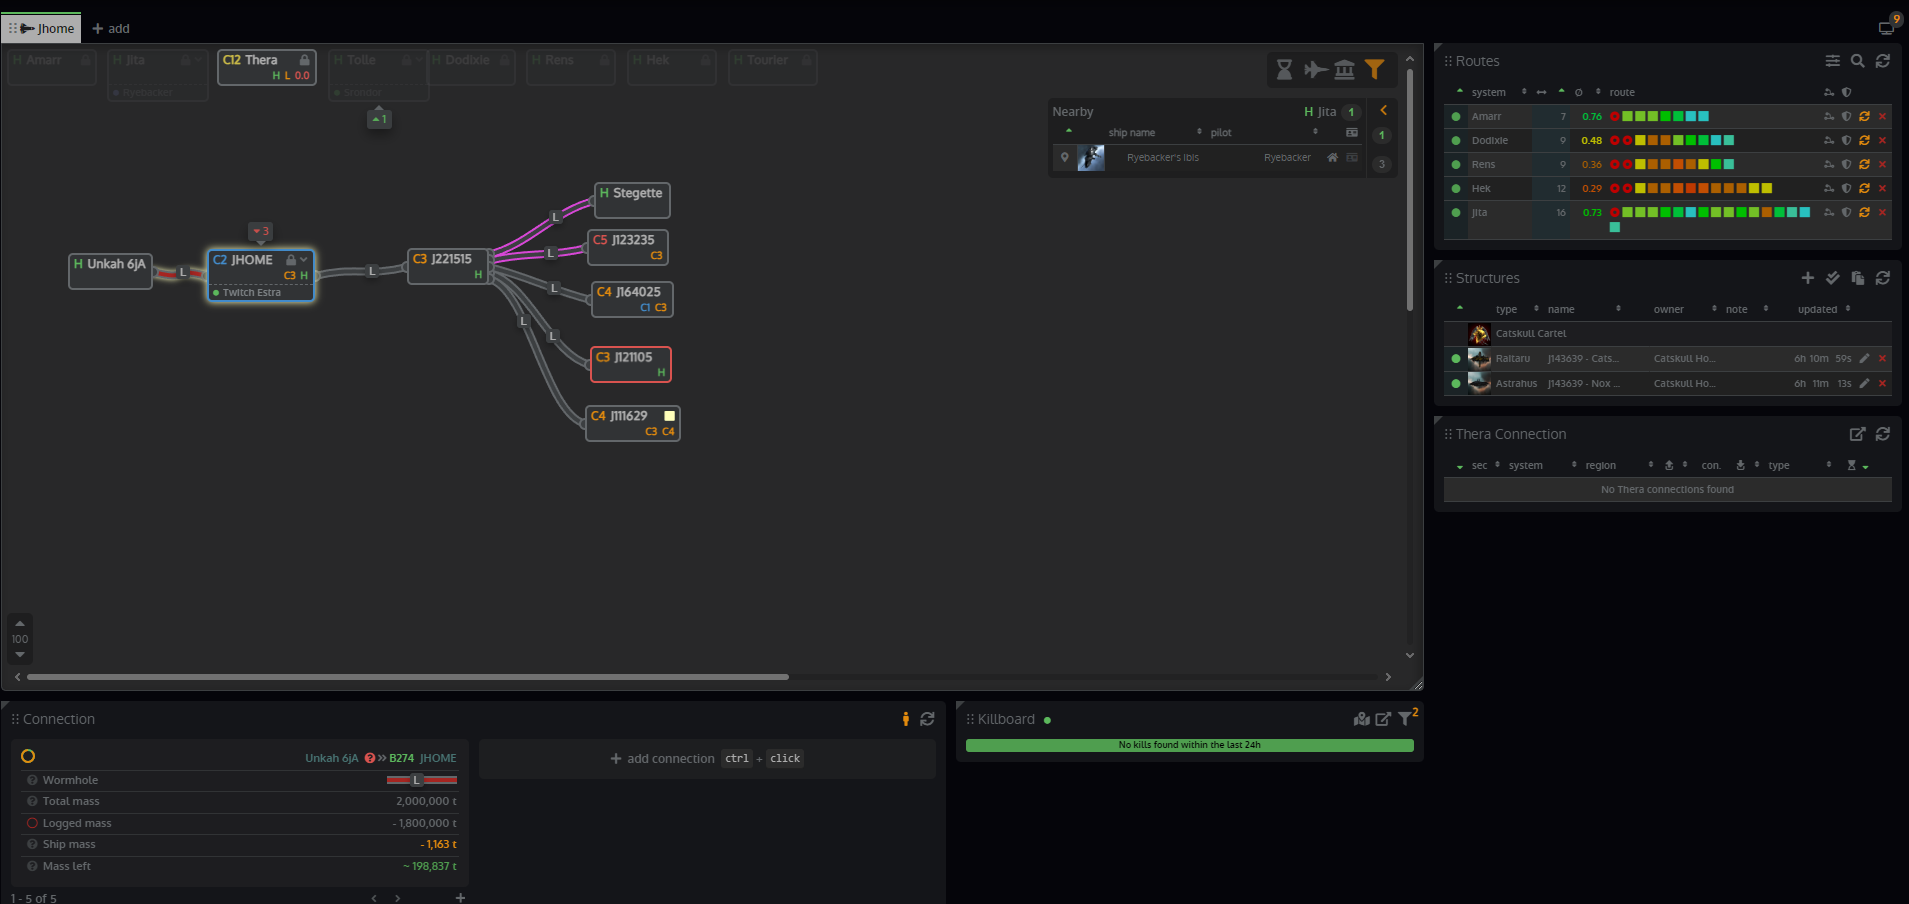 Jhome
+ add
9
H Amarr
H Jita
Ryebacker
C12 Thera
H L 0.0
H Tolle
Srondot
H Dodixie
H Rens
H Hek
H Tourier
1
Nearby
H Jita 1
ship name
pilot
1
Ryebacker's Ibis
Ryebacker
3
H Stegette
L
3
C5 J123235
C3
L
H Unkah 6jA
L
C2 JHOME
C3 H
Twitch Estra
L
C3 J221515
H
L
C4 J164025
C1 C3
L
L
C3 J121105
H
C4 J111629
C3 C4
100
Routes
system
route
Amarr 7 0.76
Dodixie 9 0.48
Rens 9 0.36
Hek 12 0.29
Jita 16 0.73
Structures
type name owner note updated
Catskull Cartel
Raitaru J143639 - Cats... Catskull Ho... 6h 10m 59s
Astrahus J143639 - Nox ... Catskull Ho... 6h 11m 13s
Thera Connection
sec system region con. type
No Thera connections found
Connection
Unkah 6jA ? » B274 JHOME
Wormhole L
Total mass 2,000,000 t
Logged mass - 1,800,000 t
Ship mass - 1,163 t
Mass left ~ 198,837 t
1 - 5 of 5
+ add connection ctrl + click
Killboard
2
No kills found within the last 24h